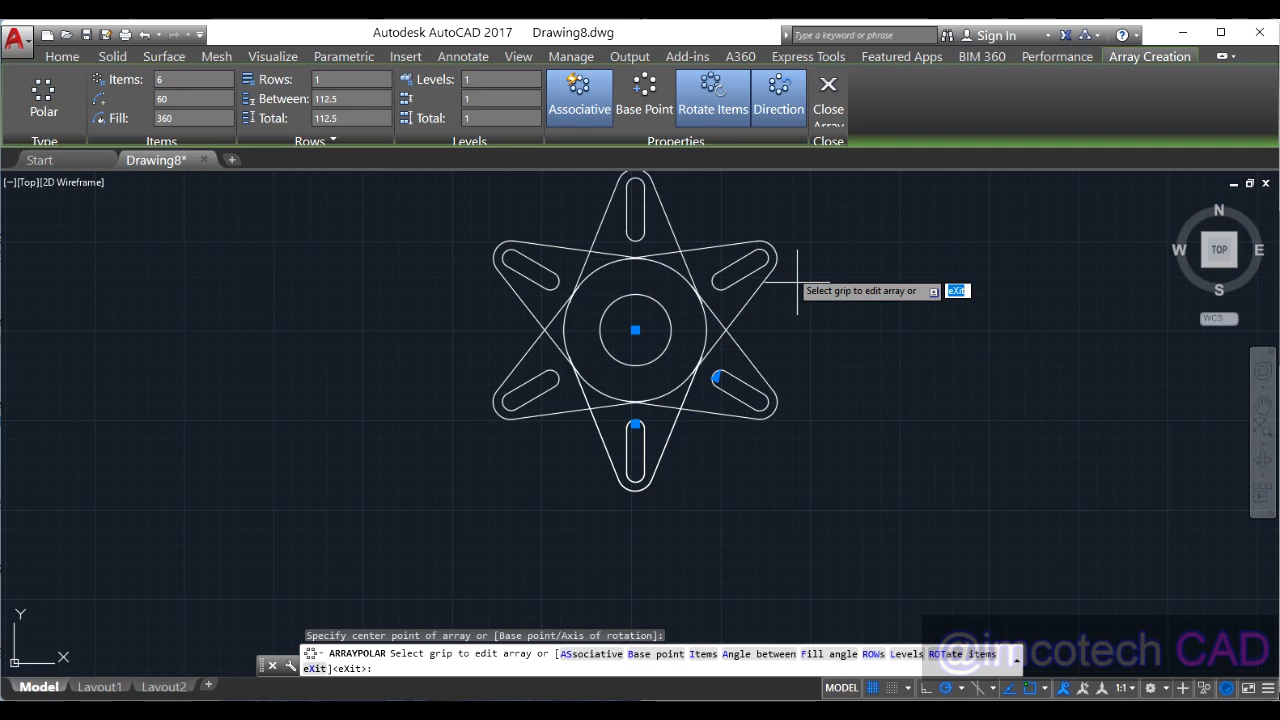 Autodesk AutoCAD 2017 Drawing8.dwg
Type a keyword or phrase
Sign In
Home Solid Surface Mesh Visualize Parametric Insert Annotate View Manage Output Add-ins A360 Express Tools Featured Apps BIM 360 Performance Array Creation
Items: 6 Rows: 1 Levels: 1
60 Between: 112.5 1
Fill: 360 Total: 112.5 Total: 1
Polar
Associative Base Point Rotate Items Direction Close
Array
Type Items Rows Levels Properties Close
Start Drawing8*
[−][Top][2D Wireframe]
N
W TOP E
S
WCS
Select grip to edit array or eXit
Y
X
Specify center point of array or [Base point/Axis of rotation]:
ARRAYPOLAR Select grip to edit array or [ASsociative Base point Items Angle between Fill angle ROWs Levels ROTate items
eXit]<eXit>:
@imcotech CAD
Model Layout1 Layout2
MODEL 1:1